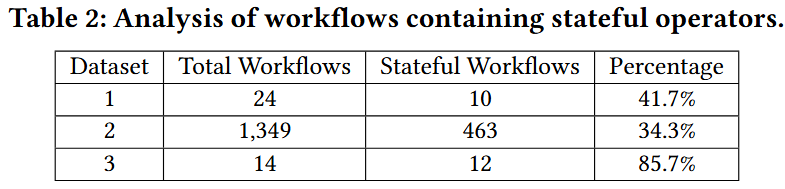 Table 2: Analysis of workflows containing stateful operators.
Dataset Total Workflows Stateful Workflows Percentage
1 24 10 41.7%
2 1,349 463 34.3%
3 14 12 85.7%